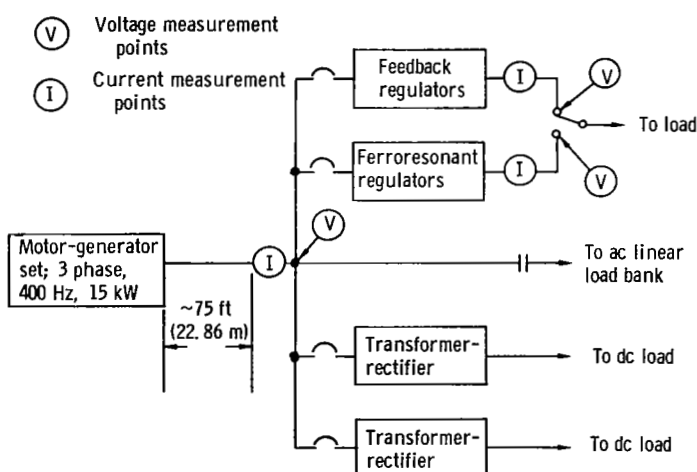 V
Voltage measurement
points
I
Current measurement
points
Feedback
regulators
I
V
To load
Ferroresonant
regulators
I
V
V
Motor-generator
set; 3 phase,
400 Hz, 15 kW
I
To ac linear
load bank
~75 ft
(22.86 m)
Transformer-
rectifier
To dc load
Transformer-
rectifier
To dc load